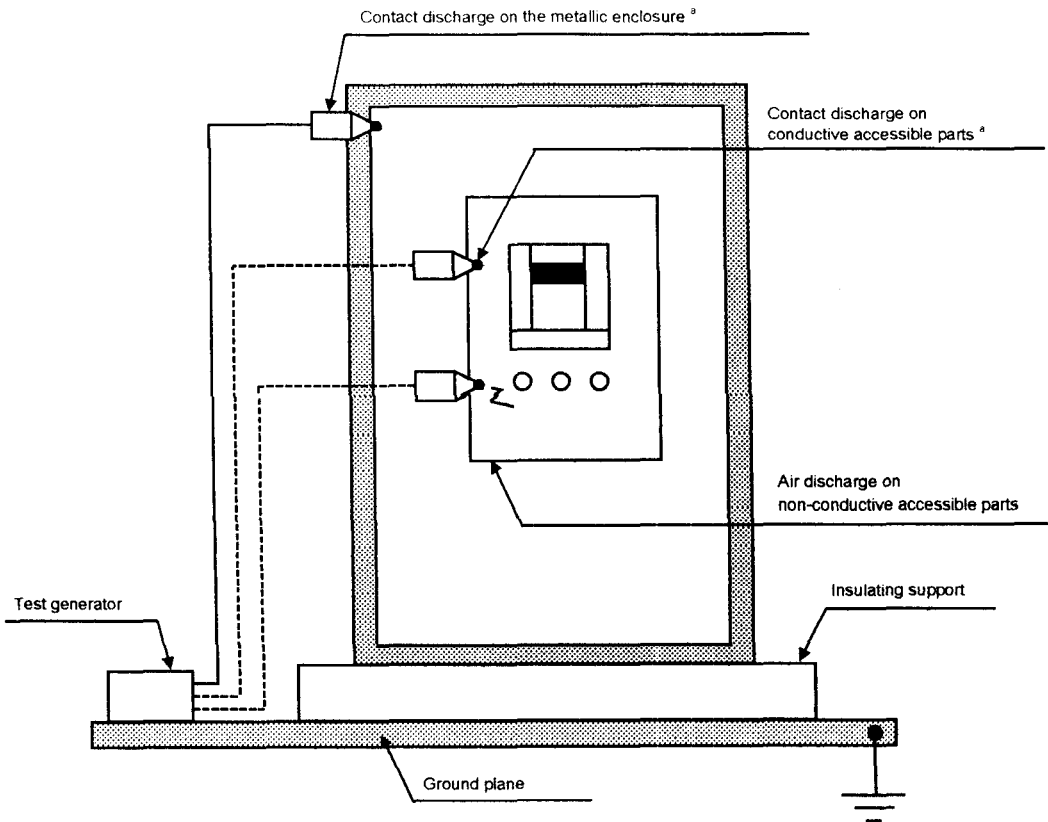 Contact discharge on the metallic enclosure ᵃ
Contact discharge on
conductive accessible parts ᵃ
Air discharge on
non-conductive accessible parts
Test generator
Insulating support
Ground plane